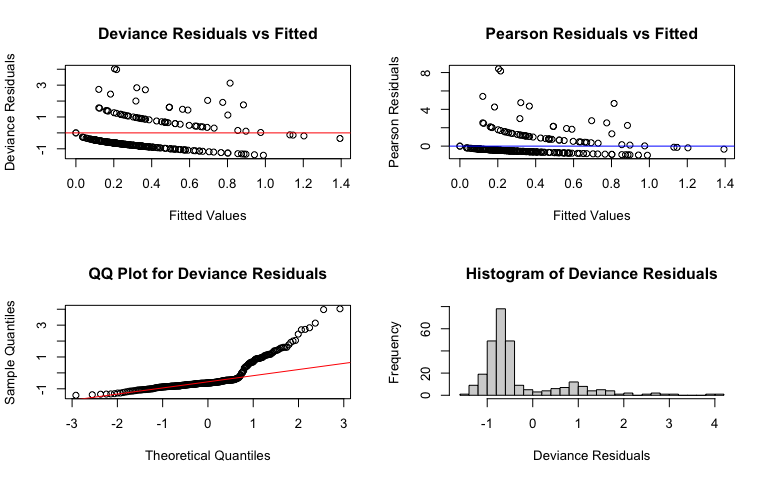 Deviance Residuals vs Fitted
Deviance Residuals
3
1
-1
0.0 0.2 0.4 0.6 0.8 1.0 1.2 1.4
Fitted Values
Pearson Residuals vs Fitted
Pearson Residuals
8
4
0
0.0 0.2 0.4 0.6 0.8 1.0 1.2 1.4
Fitted Values
QQ Plot for Deviance Residuals
Sample Quantiles
3
1
-1
-3 -2 -1 0 1 2 3
Theoretical Quantiles
Histogram of Deviance Residuals
Frequency
60
20
0
-1 0 1 2 3 4
Deviance Residuals